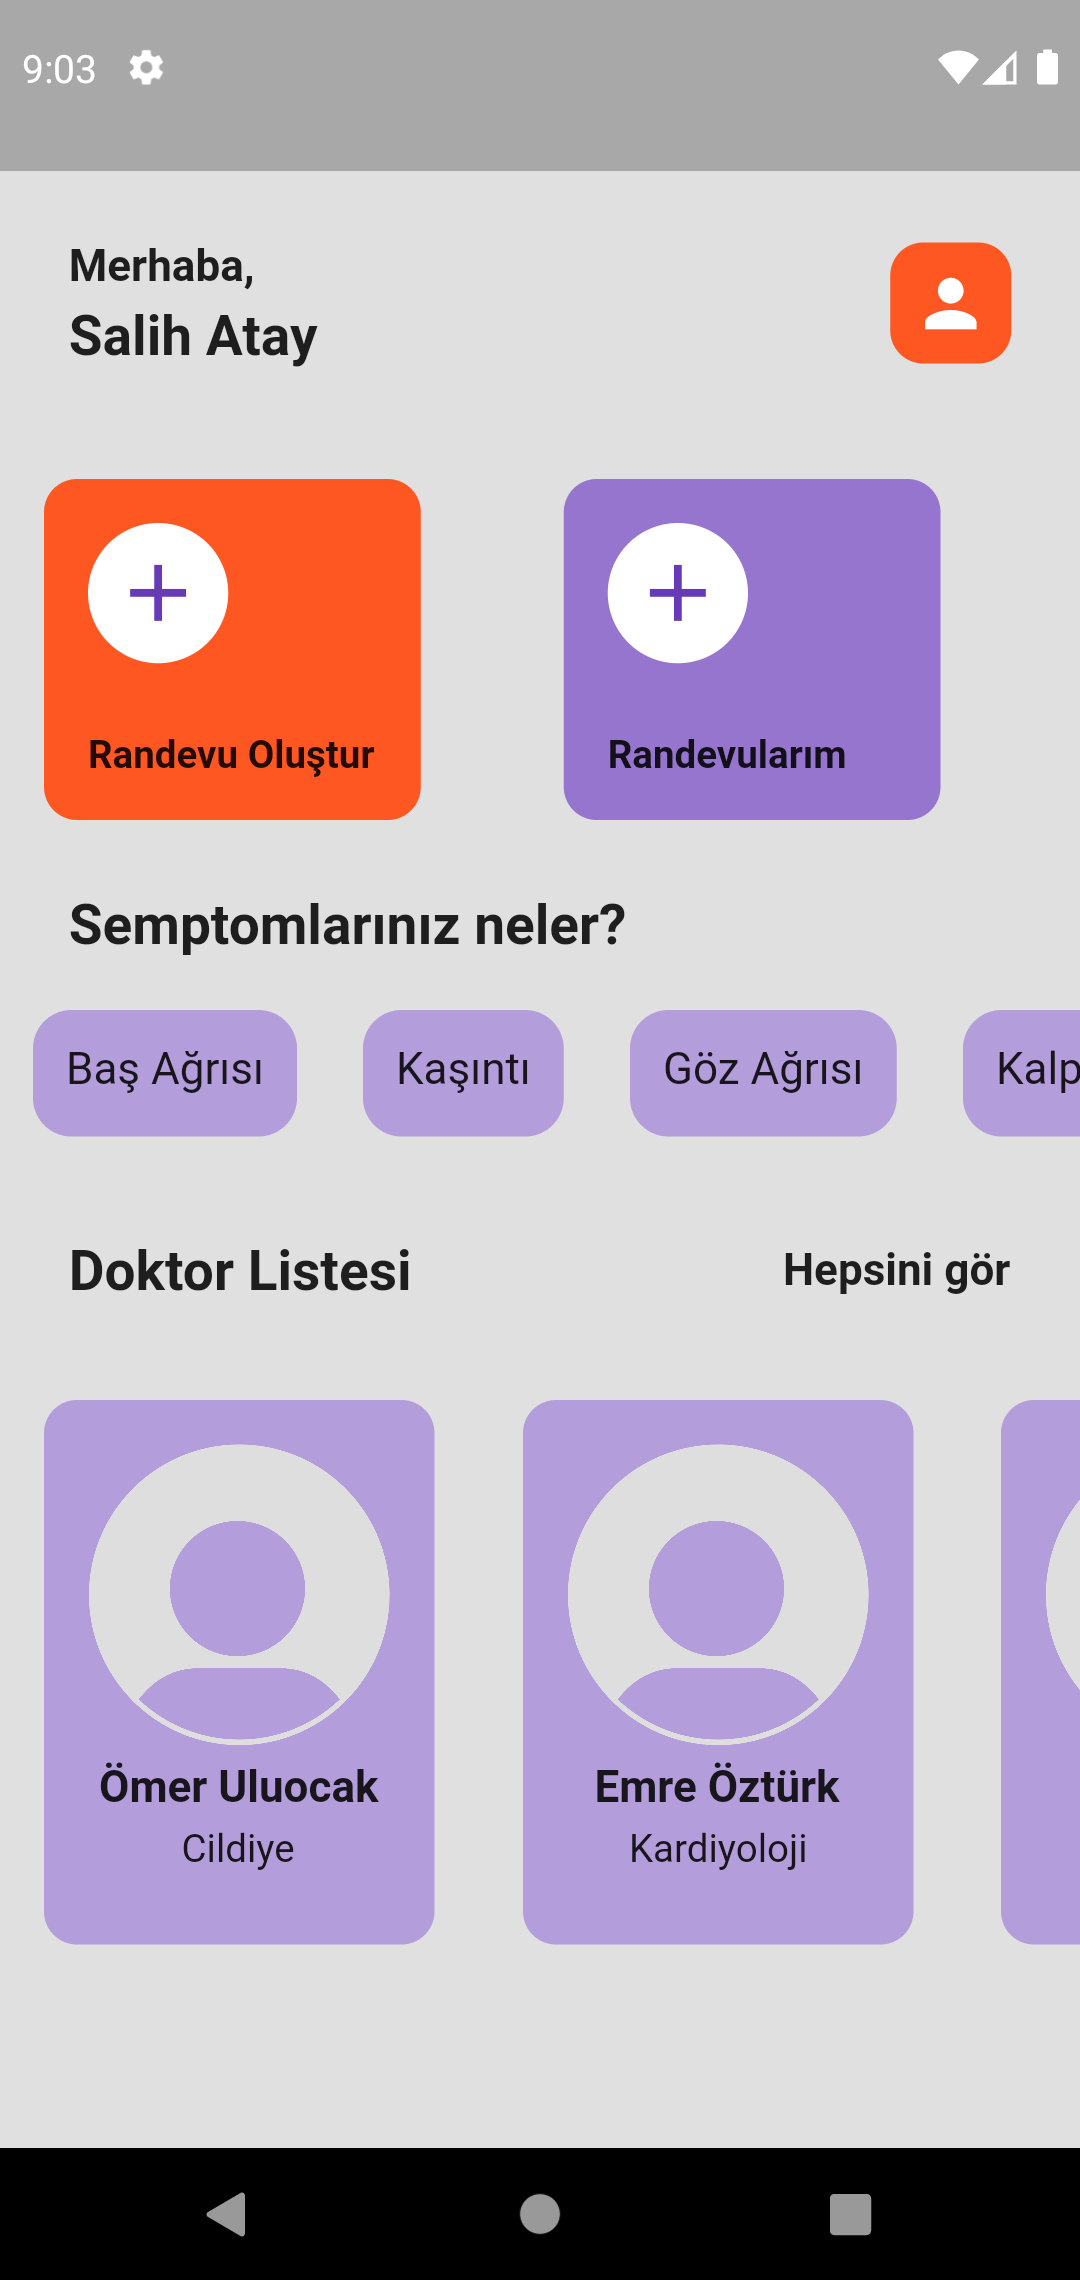 9:03
Merhaba,
Salih Atay
Randevu Oluştur
Randevularım
Semptomlarınız neler?
Baş Ağrısı
Kaşıntı
Göz Ağrısı
Kalp
Doktor Listesi
Hepsini gör
Ömer Uluocak
Cildiye
Emre Öztürk
Kardiyoloji